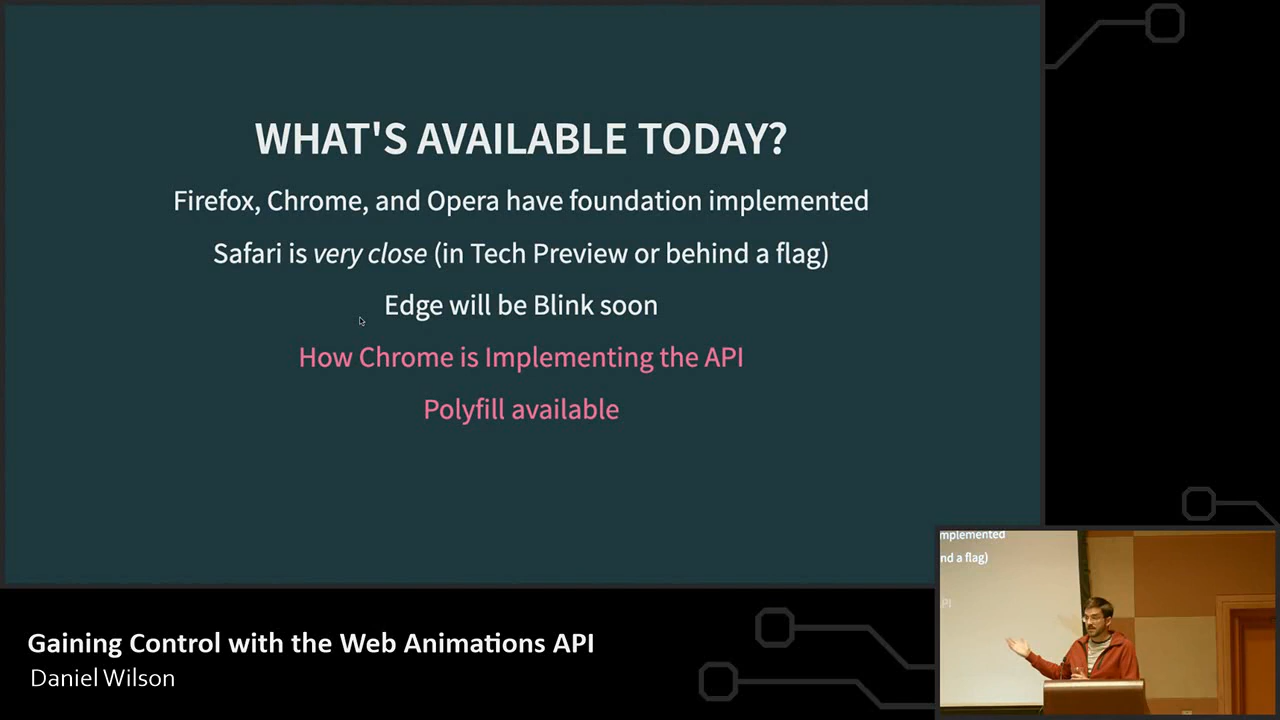 WHAT'S AVAILABLE TODAY?
Firefox, Chrome, and Opera have foundation implemented
Safari is very close (in Tech Preview or behind a flag)
Edge will be Blink soon
How Chrome is Implementing the API
Polyfill available
mplemented
nd a flag)
PI
Gaining Control with the Web Animations API
Daniel Wilson